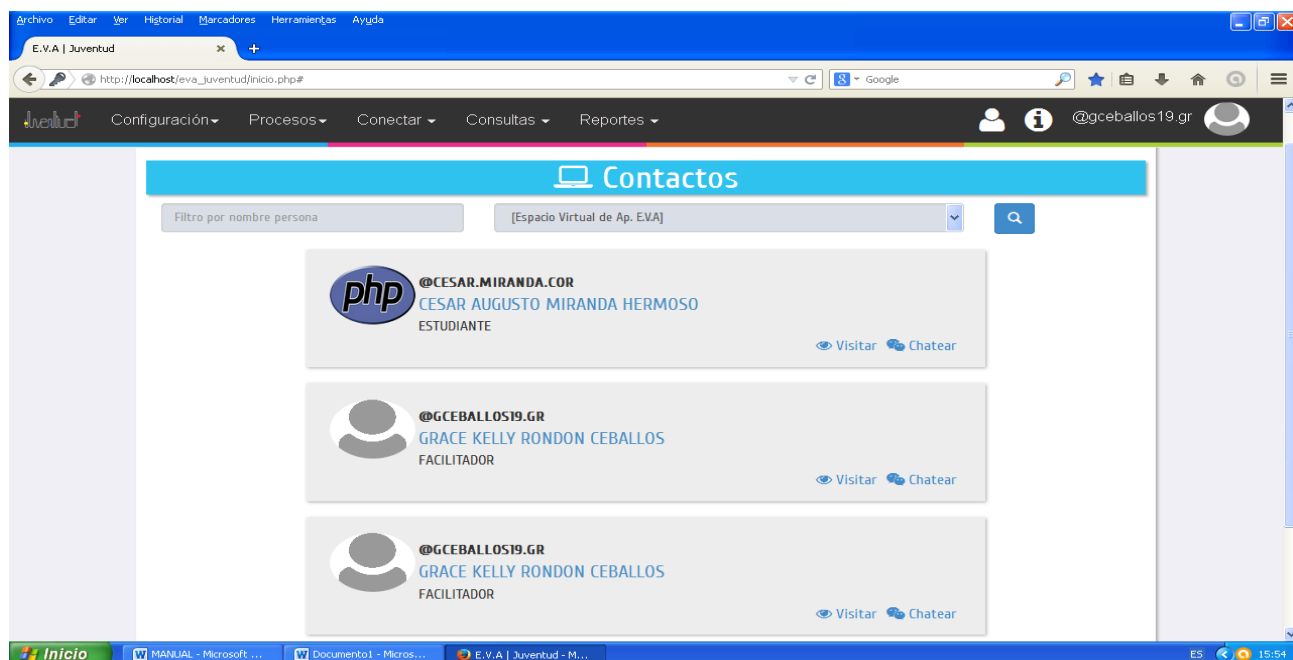 Archivo Editar Ver Historial Marcadores Herramientas Ayuda
E.V.A | Juventud
http://localhost/eva_juventud/inicio.php#
Google
Juventud Configuración Procesos Conectar Consultas Reportes @gceballos19.gr
Contactos
Filtro por nombre persona [Espacio Virtual de Ap. E.V.A]
php
@CESAR.MIRANDA.COR
CESAR AUGUSTO MIRANDA HERMOSO
ESTUDIANTE
Visitar Chatear
@GCEBALLOS19.GR
GRACE KELLY RONDON CEBALLOS
FACILITADOR
Visitar Chatear
@GCEBALLOS19.GR
GRACE KELLY RONDON CEBALLOS
FACILITADOR
Visitar Chatear
Inicio MANUAL - Microsoft ... Documento1 - Micros... E.V.A | Juventud - M... ES 15:54